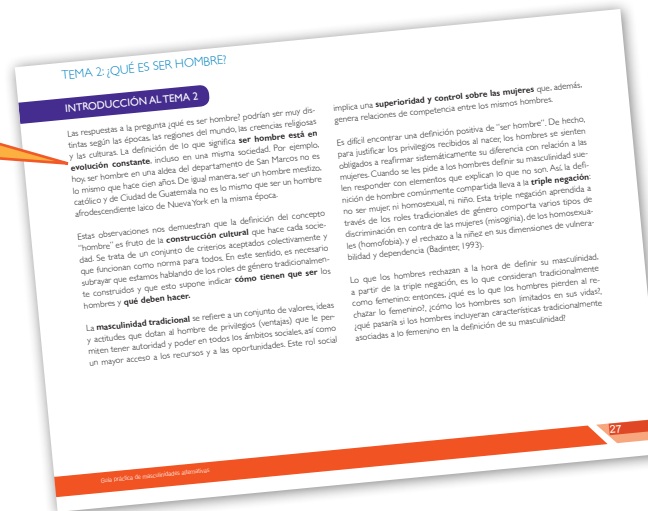 TEMA 2: ¿QUÉ ES SER HOMBRE?
INTRODUCCIÓN AL TEMA 2
Las respuestas a la pregunta ¿qué es ser hombre? podrían ser muy dis-
tintas según las épocas, las regiones del mundo, las creencias religiosas
y las culturas. La definición de lo que significa ser hombre está en
evolución constante, incluso en una misma sociedad. Por ejemplo,
hoy, ser hombre en una aldea del departamento de San Marcos no es
lo mismo que hace cien años. De igual manera, ser un hombre mestizo,
católico y de Ciudad de Guatemala no es lo mismo que ser un hombre
afrodescendiente laico de Nueva York en la misma época.
Estas observaciones nos demuestran que la definición del concepto
"hombre" es fruto de la construcción cultural que hace cada socie-
dad. Se trata de un conjunto de criterios aceptados colectivamente y
que funcionan como norma para todos. En este sentido, es necesario
subrayar que estamos hablando de los roles de género tradicionalmen-
te construidos y que esto supone indicar cómo tienen que ser los
hombres y qué deben hacer.
La masculinidad tradicional se refiere a un conjunto de valores, ideas
y actitudes que dotan al hombre de privilegios (ventajas) que le per-
miten tener autoridad y poder en todos los ámbitos sociales, así como
un mayor acceso a los recursos y a las oportunidades. Este rol social
implica una superioridad y control sobre las mujeres que, además,
genera relaciones de competencia entre los mismos hombres.
Es difícil encontrar una definición positiva de "ser hombre". De hecho,
para justificar los privilegios recibidos al nacer, los hombres se sienten
obligados a reafirmar sistemáticamente su diferencia con relación a las
mujeres. Cuando se les pide a los hombres definir su masculinidad sue-
len responder con elementos que explican lo que no son. Así, la defi-
nición de hombre comúnmente compartida lleva a la triple negación:
no ser mujer, ni homosexual, ni niño. Esta triple negación aprendida a
través de los roles tradicionales de género comporta varios tipos de
discriminación en contra de las mujeres (misoginia), de los homosexua-
les (homofobia), y el rechazo a la niñez en sus dimensiones de vulnera-
bilidad y dependencia (Badinter, 1993).
Lo que los hombres rechazan a la hora de definir su masculinidad,
a partir de la triple negación, es lo que consideran tradicionalmente
como femenino: entonces, ¿qué es lo que los hombres pierden al re-
chazar lo femenino?, ¿cómo los hombres son limitados en sus vidas?,
¿qué pasaría si los hombres incluyeran características tradicionalmente
asociadas a lo femenino en la definición de su masculinidad?
Guía práctica de masculinidades alternativas
27